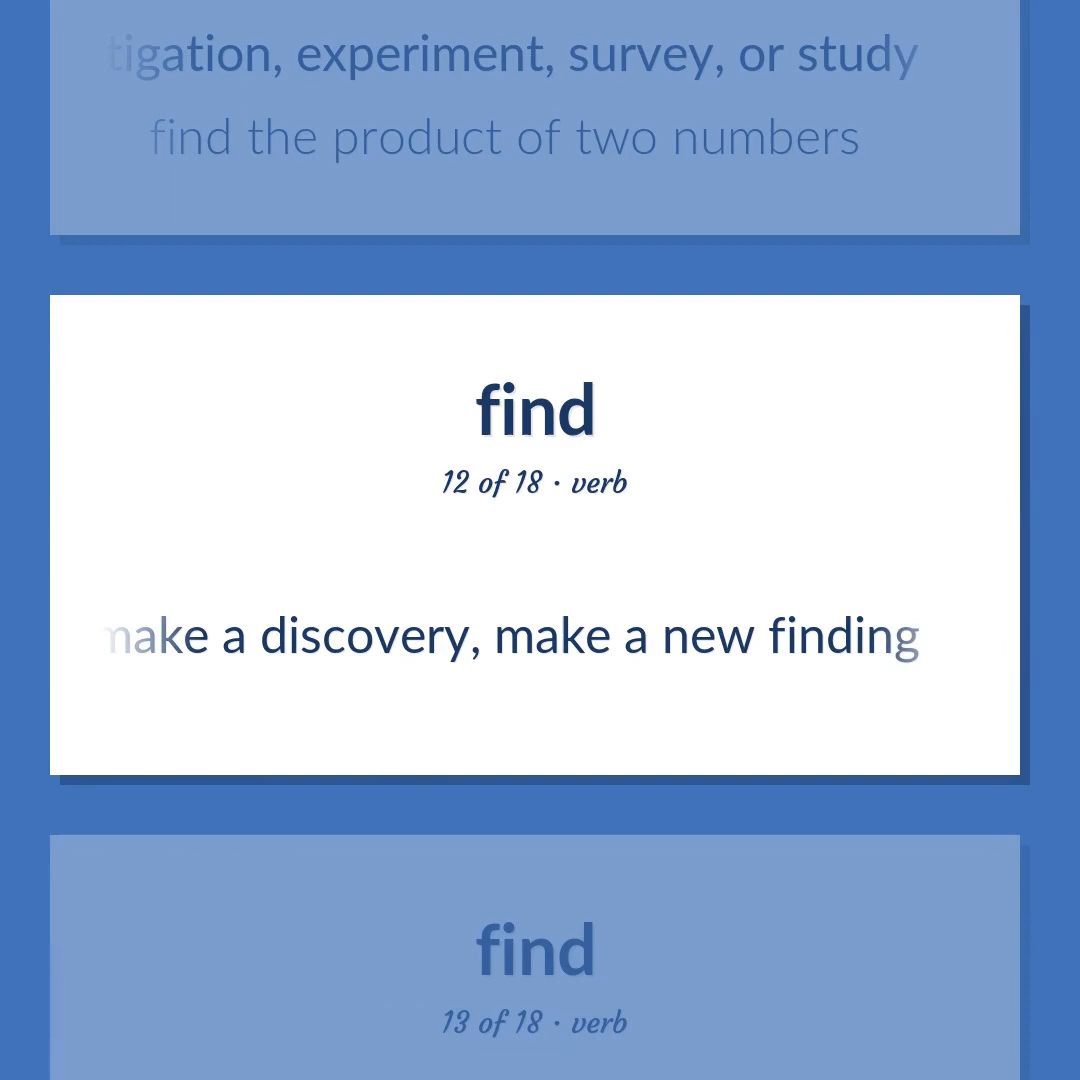 tigation, experiment, survey, or study
find the product of two numbers
find
12 of 18 · verb
make a discovery, make a new finding
find
13 of 18 · verb